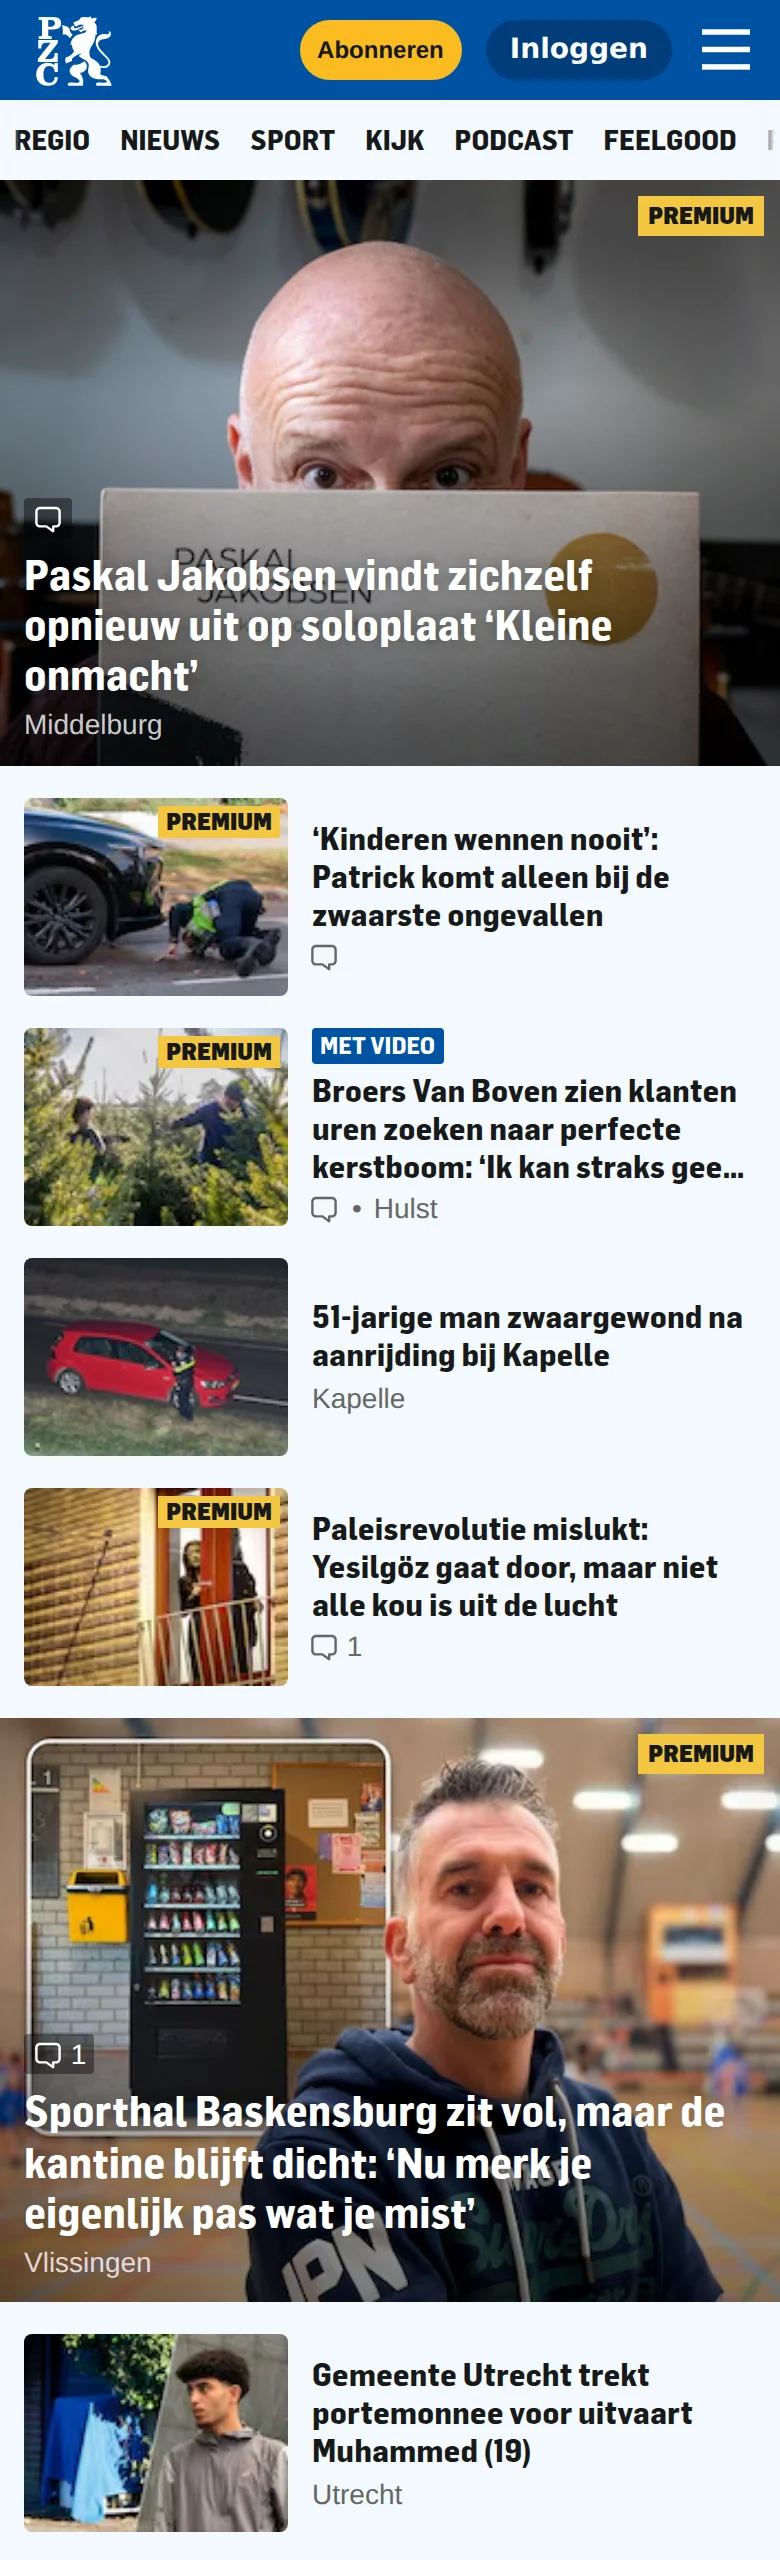 PZC
Abonneren
Inloggen
REGIO NIEUWS SPORT KIJK PODCAST FEELGOOD
PREMIUM
PASKAL
JAKOBSEN
Paskal Jakobsen vindt zichzelf
opnieuw uit op soloplaat ‘Kleine
onmacht’
Middelburg
PREMIUM
‘Kinderen wennen nooit’:
Patrick komt alleen bij de
zwaarste ongevallen
PREMIUM
MET VIDEO
Broers Van Boven zien klanten
uren zoeken naar perfecte
kerstboom: ‘Ik kan straks gee...
• Hulst
51-jarige man zwaargewond na
aanrijding bij Kapelle
Kapelle
PREMIUM
Paleisrevolutie mislukt:
Yesilgöz gaat door, maar niet
alle kou is uit de lucht
1
PREMIUM
1
1
Sporthal Baskensburg zit vol, maar de
kantine blijft dicht: ‘Nu merk je
eigenlijk pas wat je mist’
Vlissingen
JPN
Gemeente Utrecht trekt
portemonnee voor uitvaart
Muhammed (19)
Utrecht